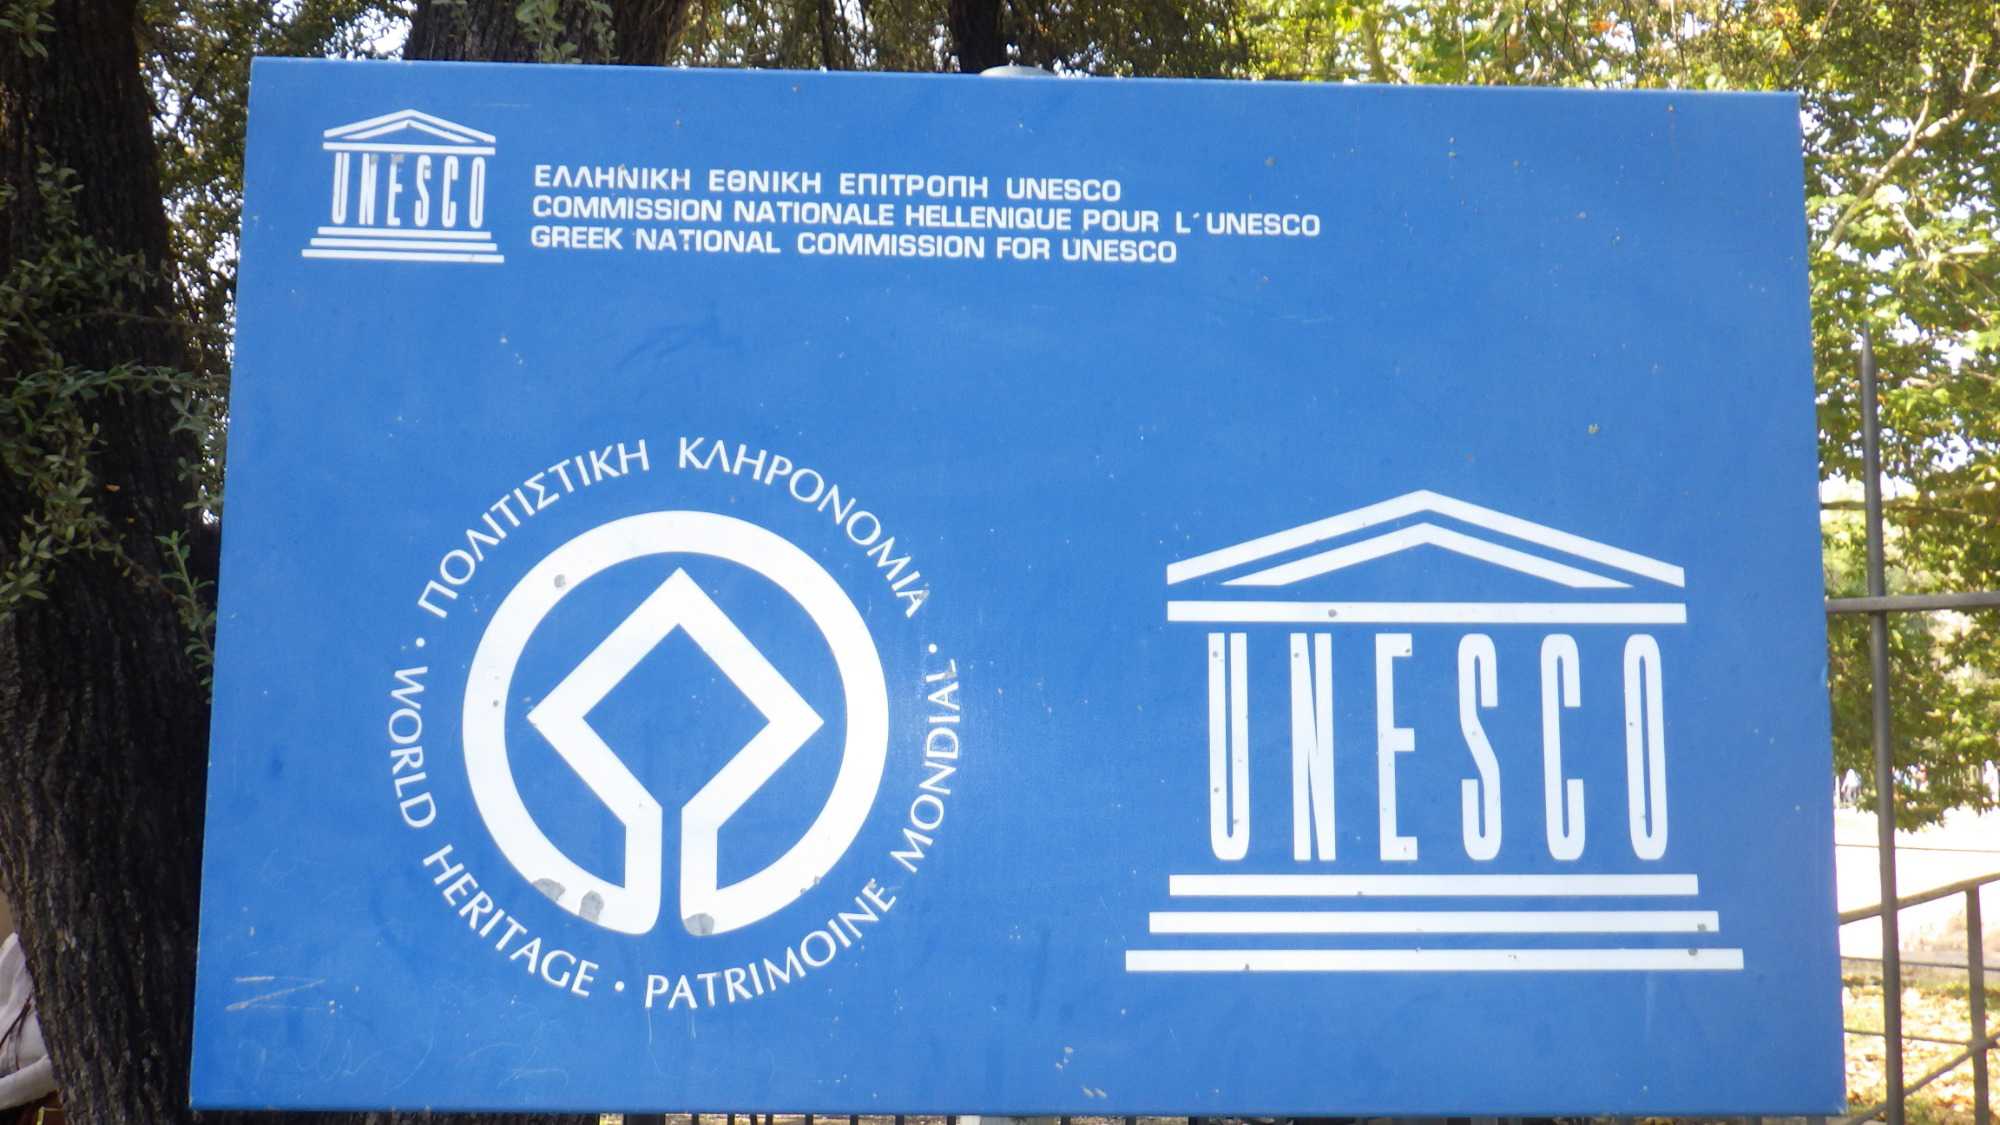 UNESCO
ΕΛΛΗΝΙΚΗ ΕΘΝΙΚΗ ΕΠΙΤΡΟΠΗ UNESCO
COMMISSION NATIONALE HELLENIQUE POUR L´UNESCO
GREEK NATIONAL COMMISSION FOR UNESCO
ΠΟΛΙΤΙΣΤΙΚΗ ΚΛΗΡΟΝΟΜΙΑ •
WORLD HERITAGE •
PATRIMOINE MONDIAL •
UNESCO